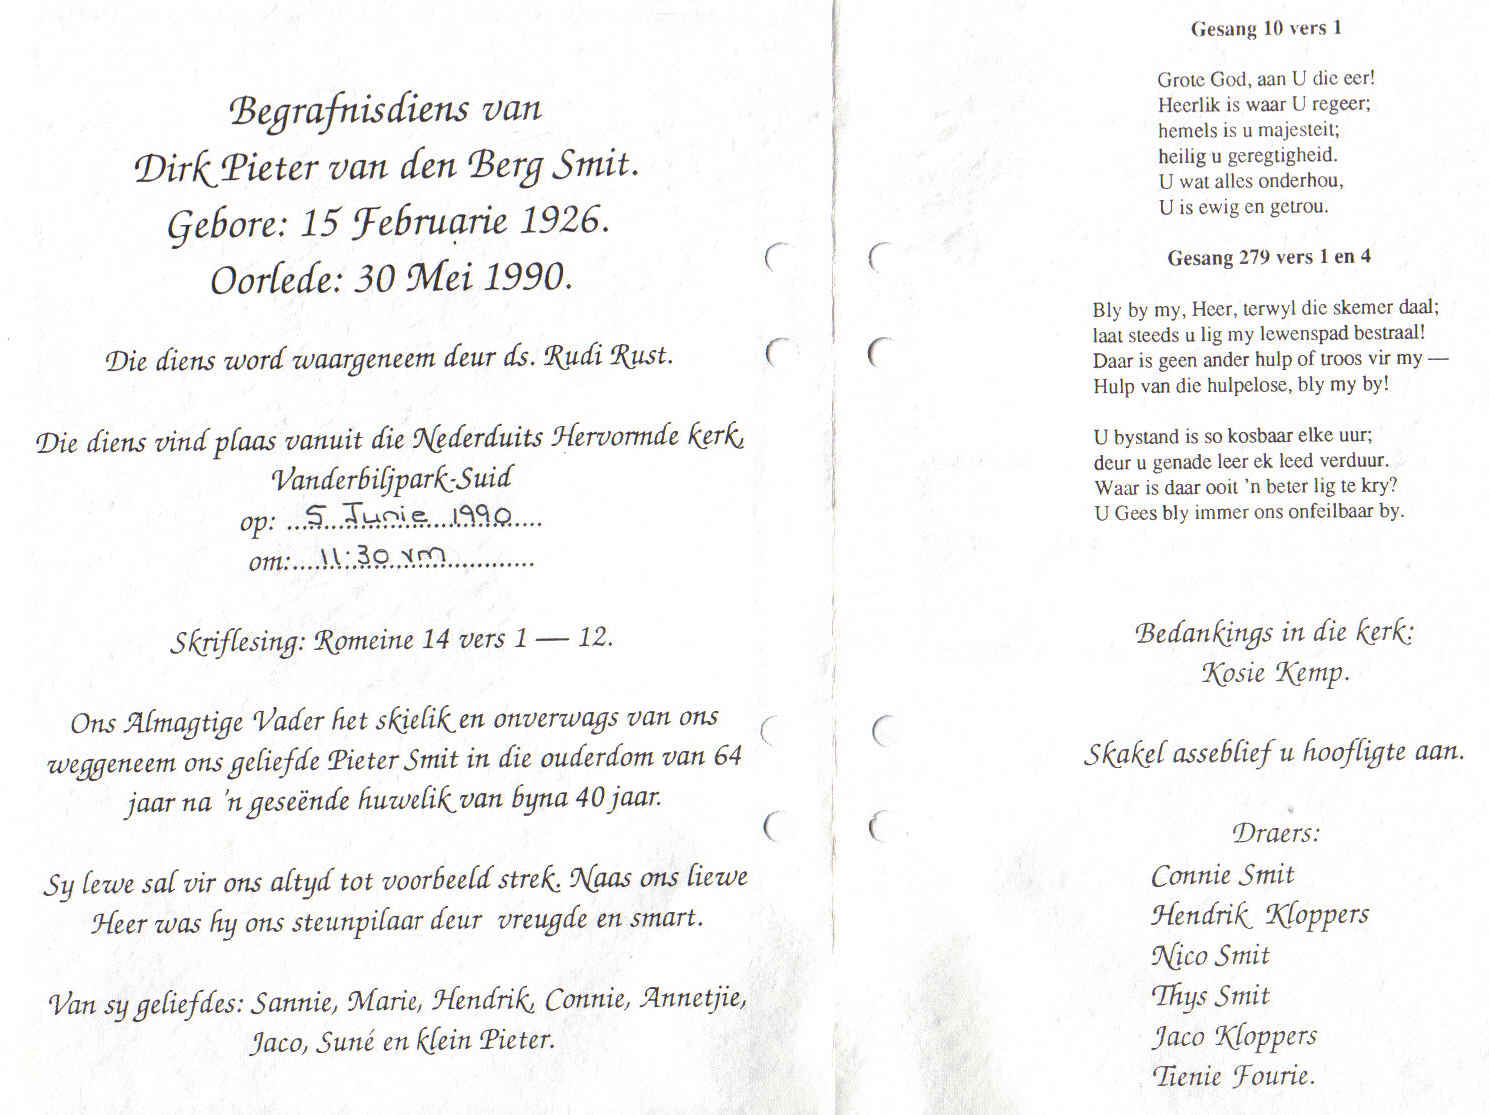 Begrafnisdiens van
Dirk Pieter van den Berg Smit.
Gebore: 15 Februarie 1926.
Oorlede: 30 Mei 1990.
Die diens word waargeneem deur ds. Rudi Rust.
Die diens vind plaas vanuit die Nederduits Hervormde kerk,
Vanderbiljpark-Suid
op: ...5 Junie 1990....
om:....11:30 vm............
Skriflesing: Romeine 14 vers 1 — 12.
Ons Almagtige Vader het skielik en onverwags van ons
weggeneem ons geliefde Pieter Smit in die ouderdom van 64
jaar na 'n geseënde huwelik van byna 40 jaar.
Sy lewe sal vir ons altyd tot voorbeeld strek. Naas ons liewe
Heer was hy ons steunpilaar deur vreugde en smart.
Van sy geliefdes: Sannie, Marie, Hendrik, Connie, Annetjie,
Jaco, Suné en klein Pieter.
Gesang 10 vers 1
Grote God, aan U die eer!
Heerlik is waar U regeer;
hemels is u majesteit;
heilig u geregtigheid.
U wat alles onderhou,
U is ewig en getrou.
Gesang 279 vers 1 en 4
Bly by my, Heer, terwyl die skemer daal;
laat steeds u lig my lewenspad bestraal!
Daar is geen ander hulp of troos vir my —
Hulp van die hulpelose, bly my by!
U bystand is so kosbaar elke uur;
deur u genade leer ek leed verduur.
Waar is daar ooit 'n beter lig te kry?
U Gees bly immer ons onfeilbaar by.
Bedankings in die kerk:
Kosie Kemp.
Skakel asseblief u hoofligte aan.
Draers:
Connie Smit
Hendrik Kloppers
Nico Smit
Thys Smit
Jaco Kloppers
Tienie Fourie.